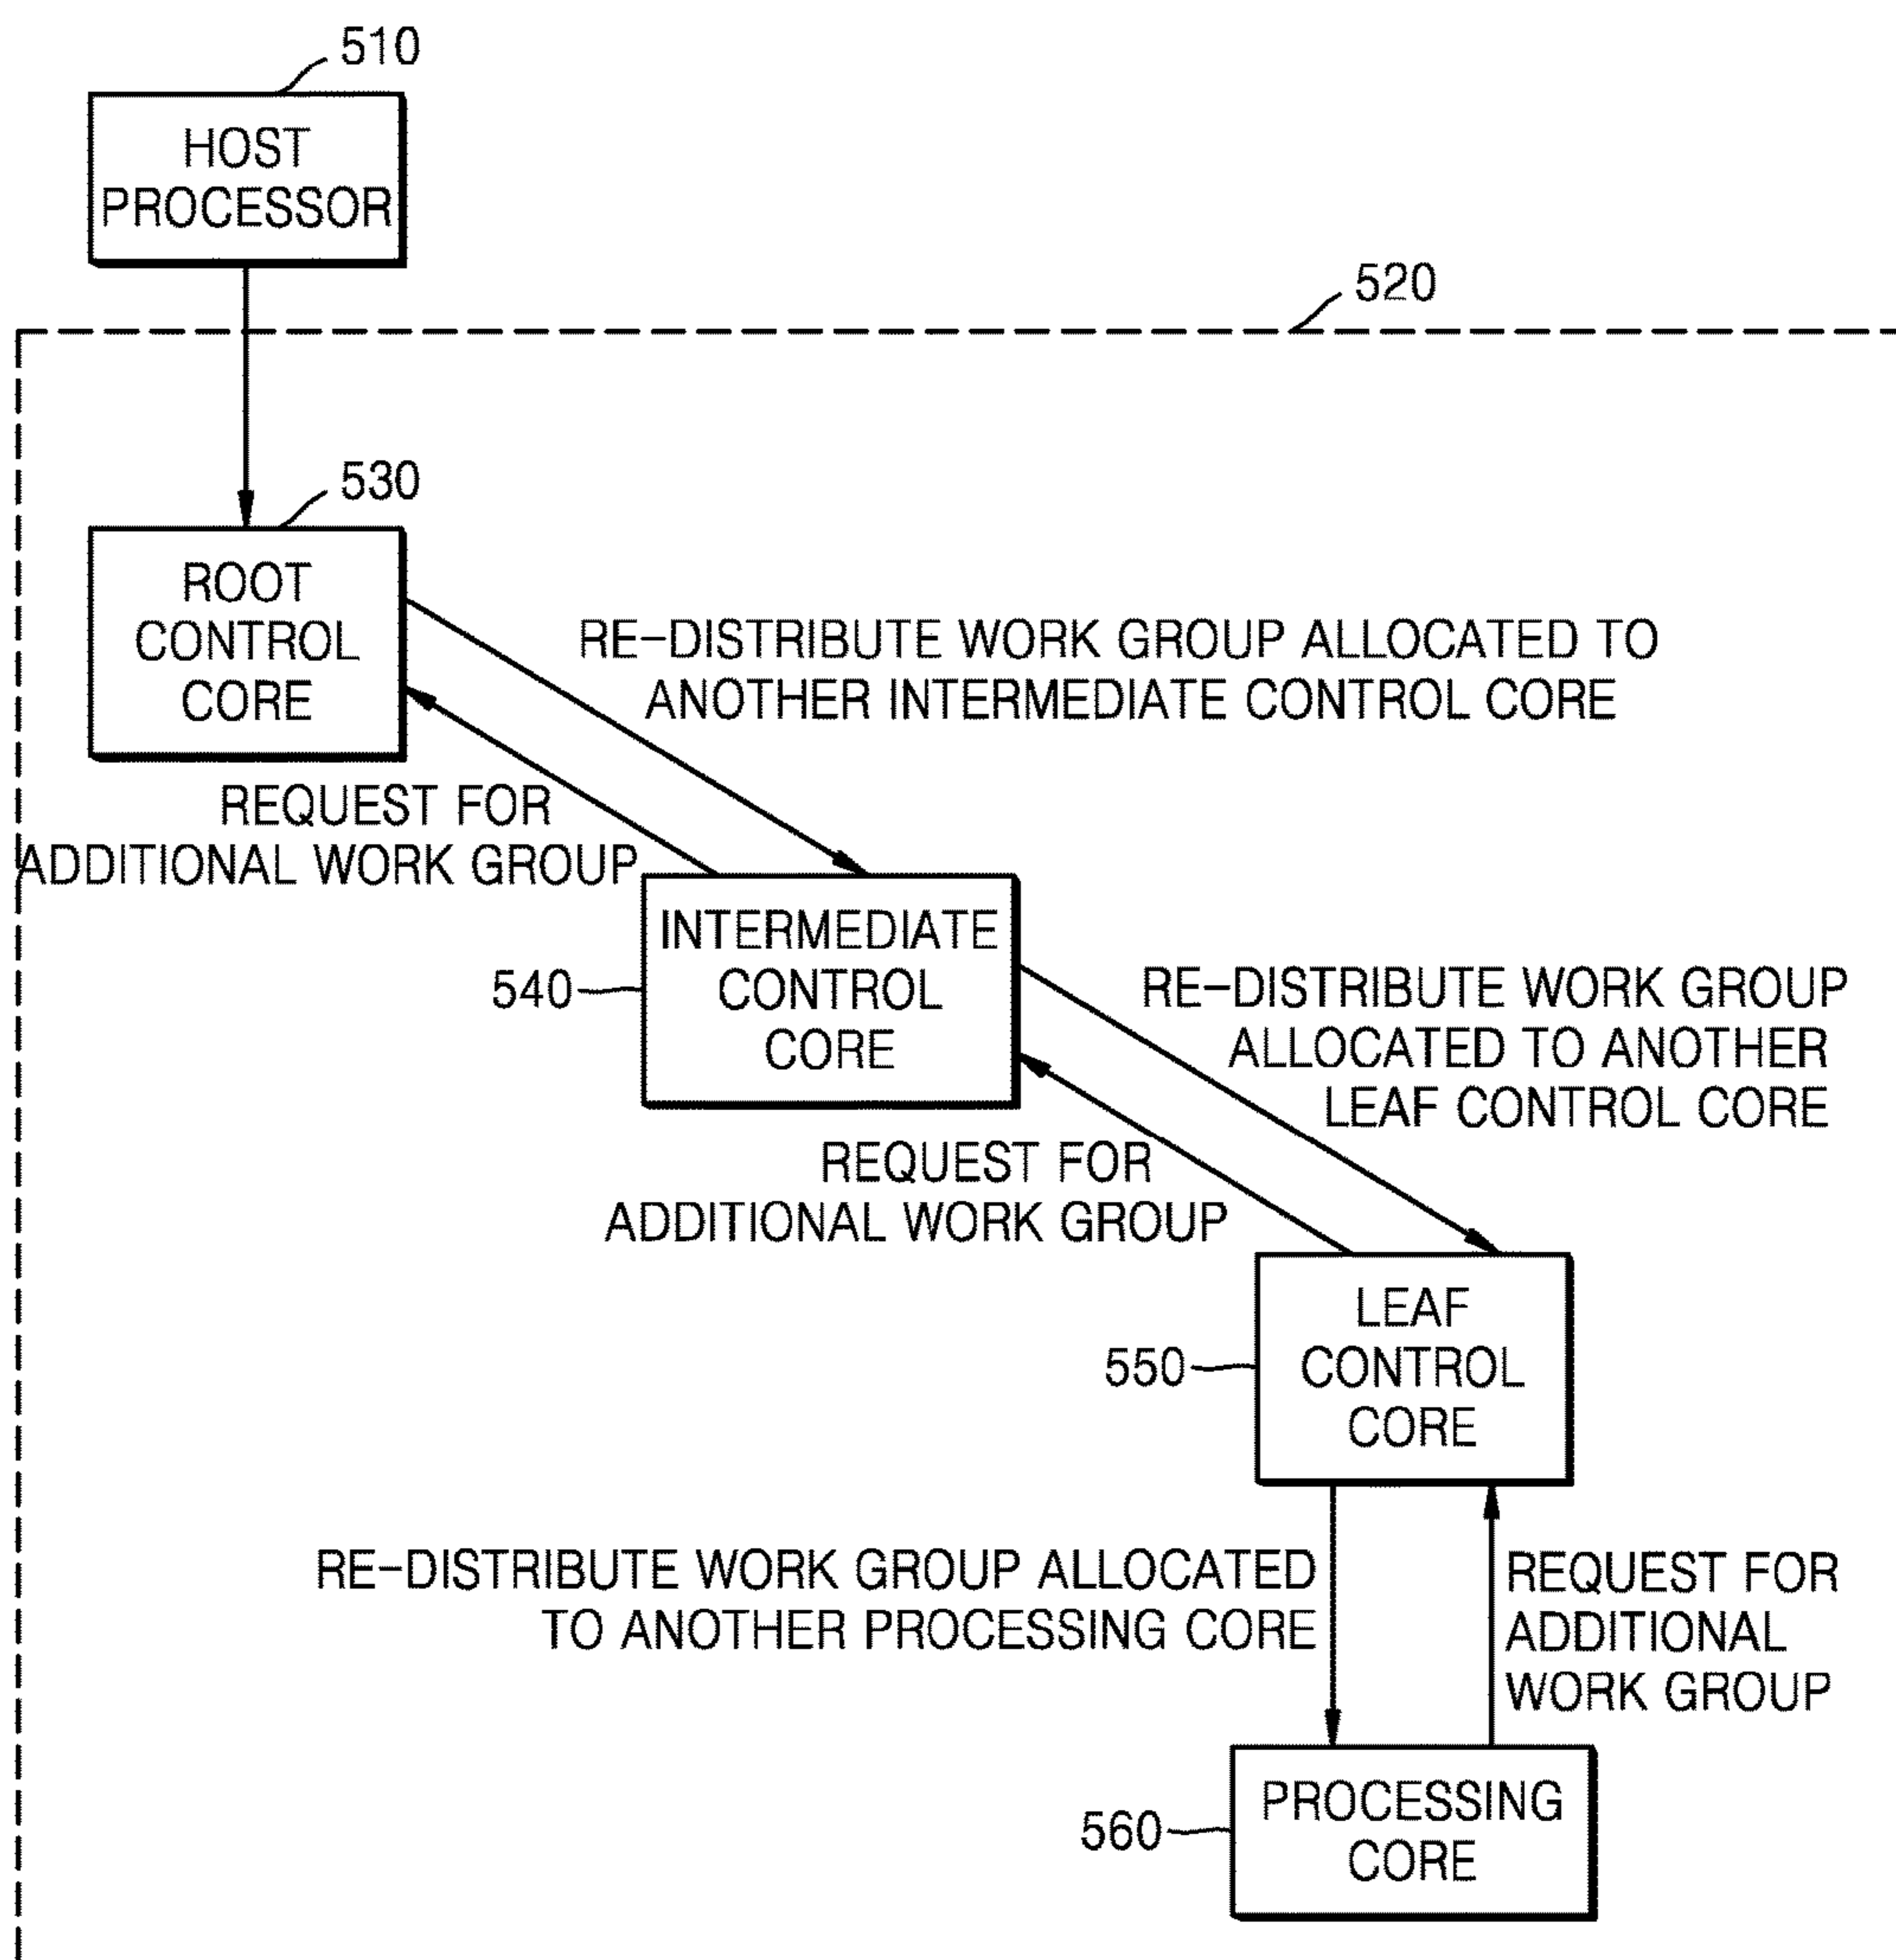 510
HOST
PROCESSOR
520
530
ROOT
CONTROL
CORE
RE-DISTRIBUTE WORK GROUP ALLOCATED TO
ANOTHER INTERMEDIATE CONTROL CORE
REQUEST FOR
ADDITIONAL WORK GROUP
540
INTERMEDIATE
CONTROL
CORE
RE-DISTRIBUTE WORK GROUP
ALLOCATED TO ANOTHER
LEAF CONTROL CORE
REQUEST FOR
ADDITIONAL WORK GROUP
550
LEAF
CONTROL
CORE
RE-DISTRIBUTE WORK GROUP ALLOCATED
TO ANOTHER PROCESSING CORE
REQUEST FOR
ADDITIONAL
WORK GROUP
560
PROCESSING
CORE